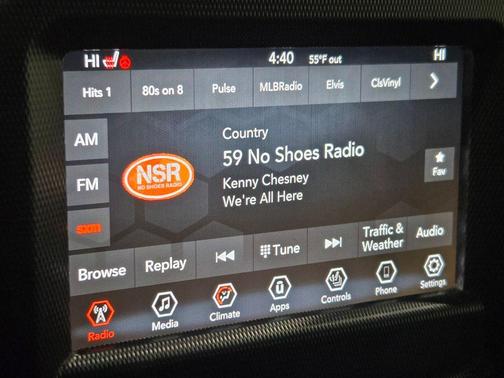 HI
4:40
55°F out
HI
Hits 1
80s on 8
Pulse
MLBRadio
Elvis
ClsVinyl
AM
FM
sxm
NSR
NO SHOES RADIO
Country
59 No Shoes Radio
Kenny Chesney
We're All Here
Fav
Browse
Replay
Tune
Traffic &
Weather
Audio
Radio
Media
Climate
Apps
Controls
Phone
Settings